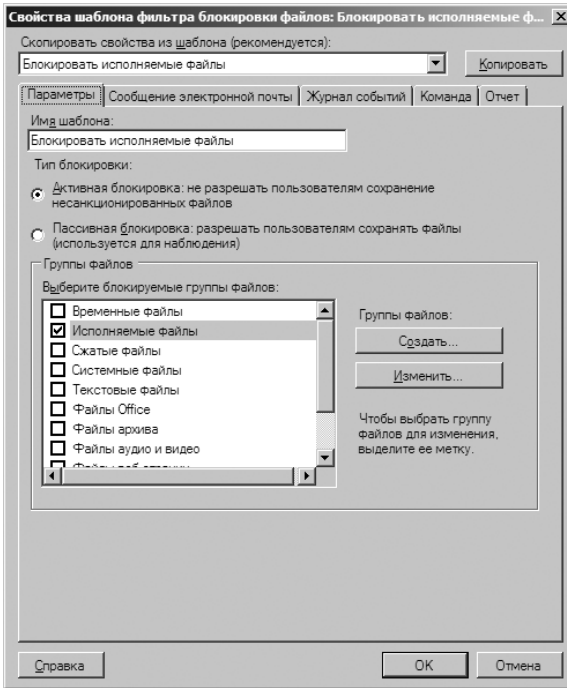 Свойства шаблона фильтра блокировки файлов: Блокировать исполняемые ф...
Скопировать свойства из шаблона (рекомендуется):
Блокировать исполняемые файлы
Копировать
Параметры
Сообщение электронной почты
Журнал событий
Команда
Отчет
Имя шаблона:
Блокировать исполняемые файлы
Тип блокировки:
Активная блокировка: не разрешать пользователям сохранение
несанкционированных файлов
Пассивная блокировка: разрешать пользователям сохранять файлы
(используется для наблюдения)
Группы файлов
Выберите блокируемые группы файлов:
Временные файлы
Исполняемые файлы
Сжатые файлы
Системные файлы
Текстовые файлы
Файлы Office
Файлы архива
Файлы аудио и видео
Группы файлов:
Создать...
Изменить...
Чтобы выбрать группу
файлов для изменения,
выделите ее метку.
Справка
OK
Отмена